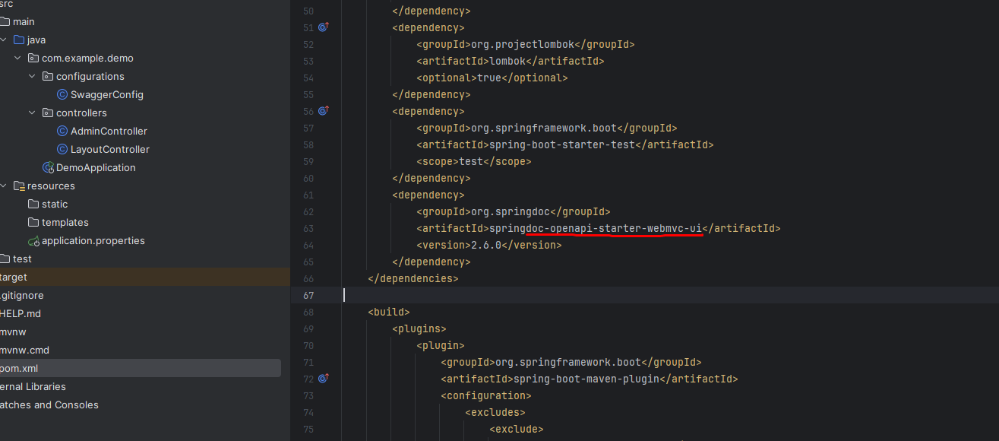 src
main
java
com.example.demo
configurations
SwaggerConfig
controllers
AdminController
LayoutController
DemoApplication
resources
static
templates
application.properties
test
target
.gitignore
HELP.md
mvnw
mvnw.cmd
pom.xml
ernal Libraries
atches and Consoles
50 </dependency>
51 <dependency>
52 <groupId>org.projectlombok</groupId>
53 <artifactId>lombok</artifactId>
54 <optional>true</optional>
55 </dependency>
56 <dependency>
57 <groupId>org.springframework.boot</groupId>
58 <artifactId>spring-boot-starter-test</artifactId>
59 <scope>test</scope>
60 </dependency>
61 <dependency>
62 <groupId>org.springdoc</groupId>
63 <artifactId>springdoc-openapi-starter-webmvc-ui</artifactId>
64 <version>2.6.0</version>
65 </dependency>
66 </dependencies>
67
68 <build>
69 <plugins>
70 <plugin>
71 <groupId>org.springframework.boot</groupId>
72 <artifactId>spring-boot-maven-plugin</artifactId>
73 <configuration>
74 <excludes>
75 <exclude>